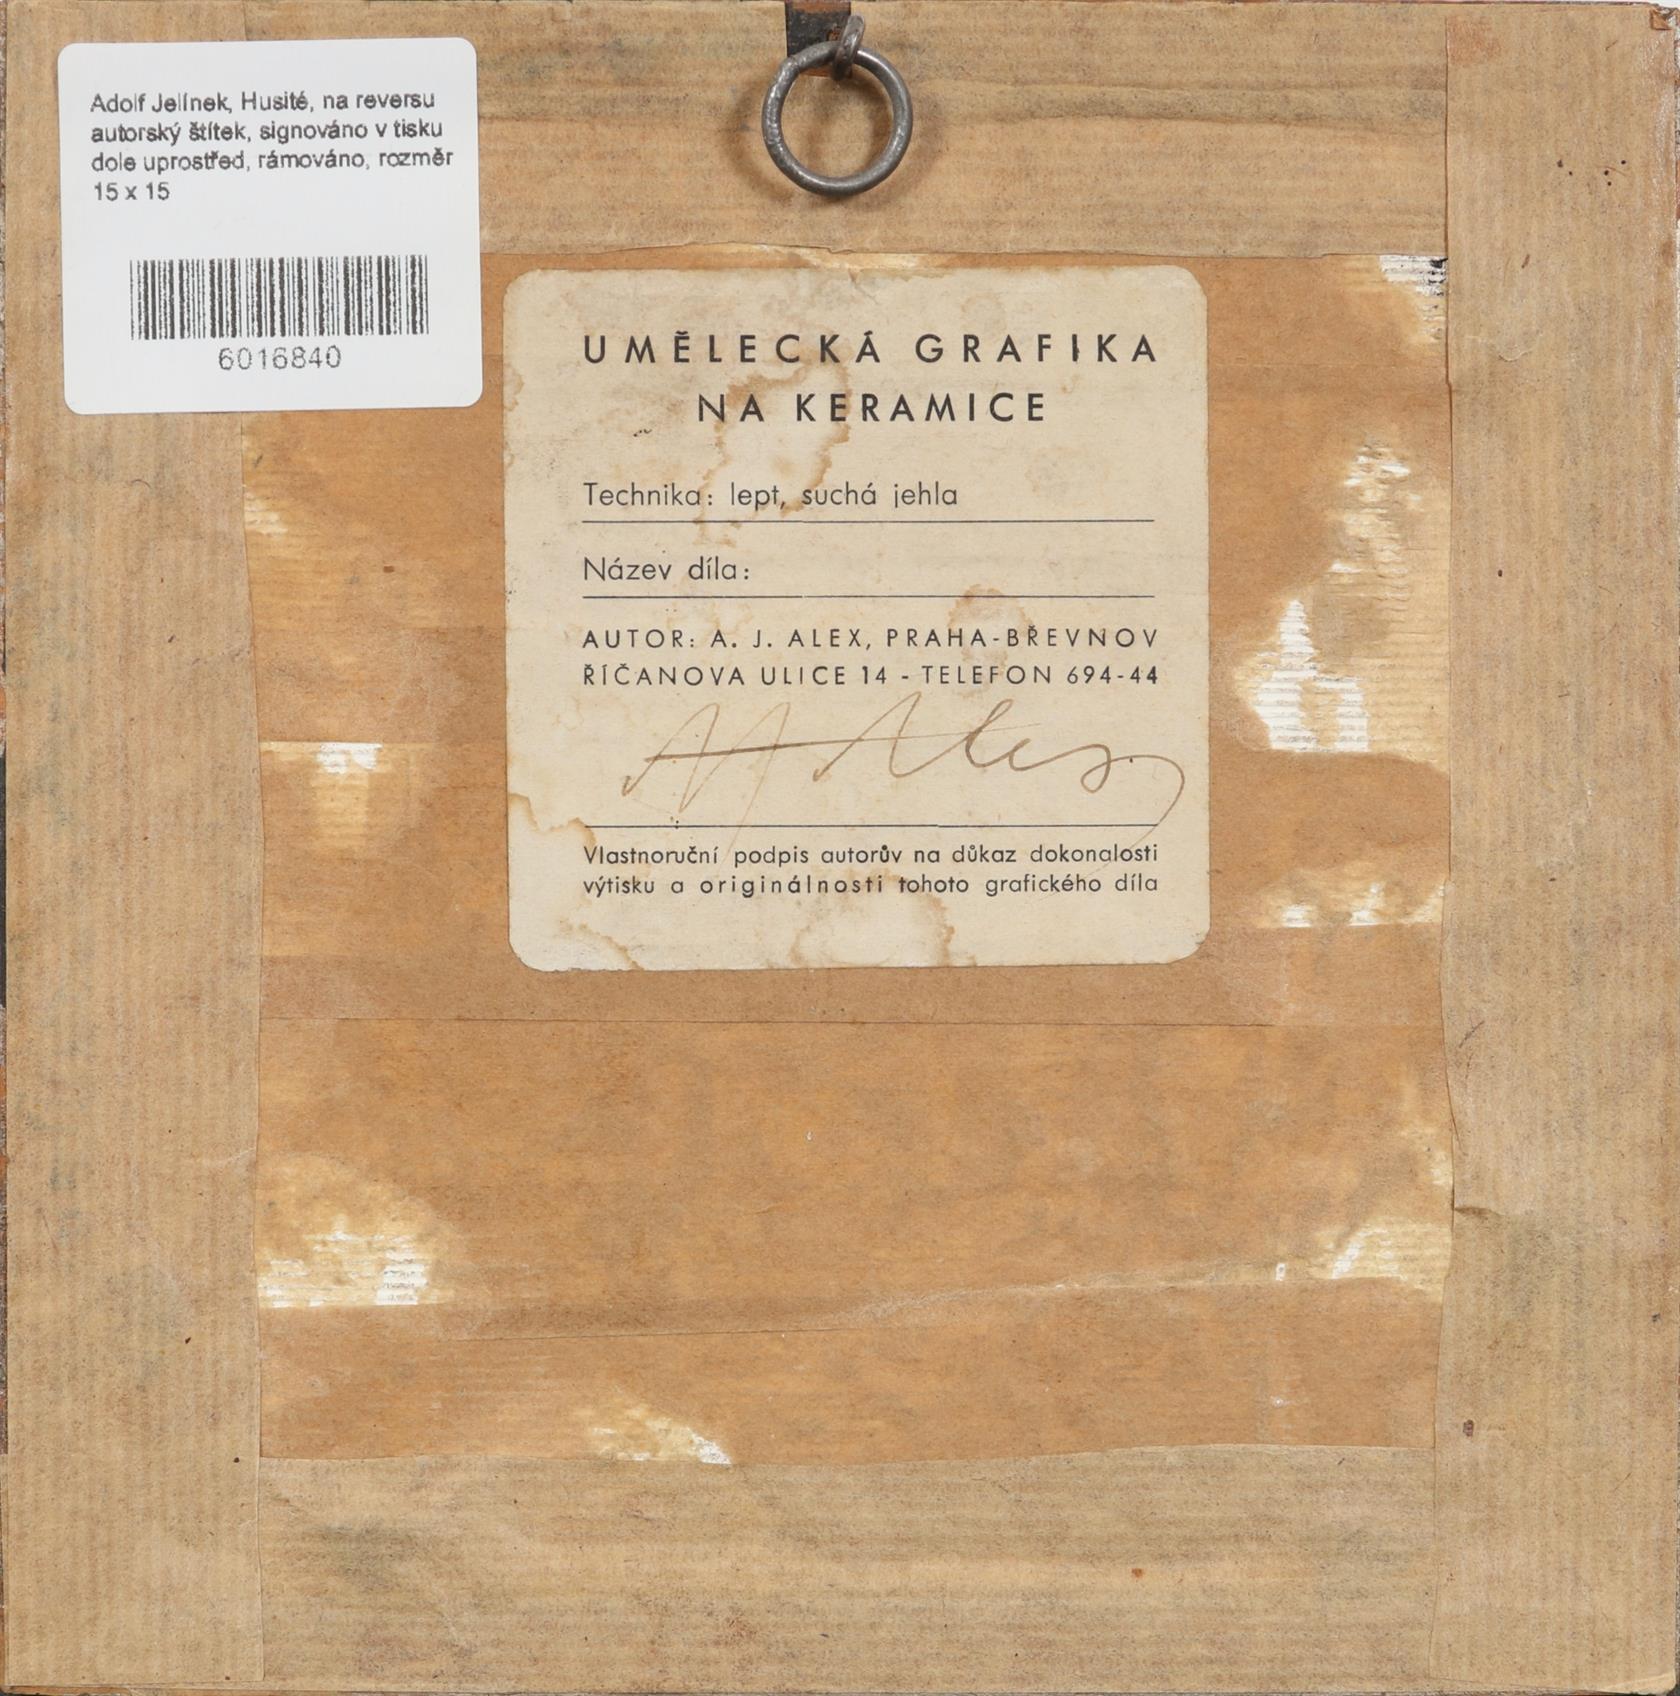 Adolf Jelínek, Husité, na reversu
autorský štítek, signováno v tisku
dole uprostřed, rámováno, rozměr
15 x 15
6016840
UMĚLECKÁ GRAFIKA
NA KERAMICE
Technika: lept, suchá jehla
Název díla:
AUTOR: A. J. ALEX, PRAHA-BŘEVNOV
ŘÍČANOVA ULICE 14 - TELEFON 694-44
AJ Alex
Vlastnoruční podpis autorův na důkaz dokonalosti
výtisku a originálnosti tohoto grafického díla